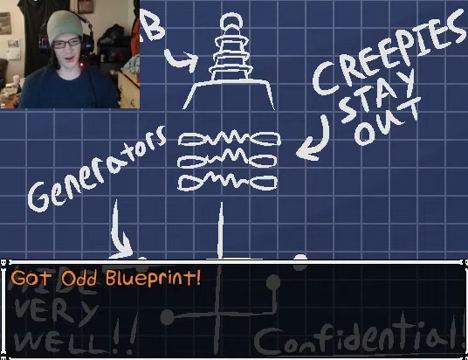 B
CREEPIES
STAY
OUT
Generators
Got Odd Blueprint!
VERY
WELL!!
Confidential!